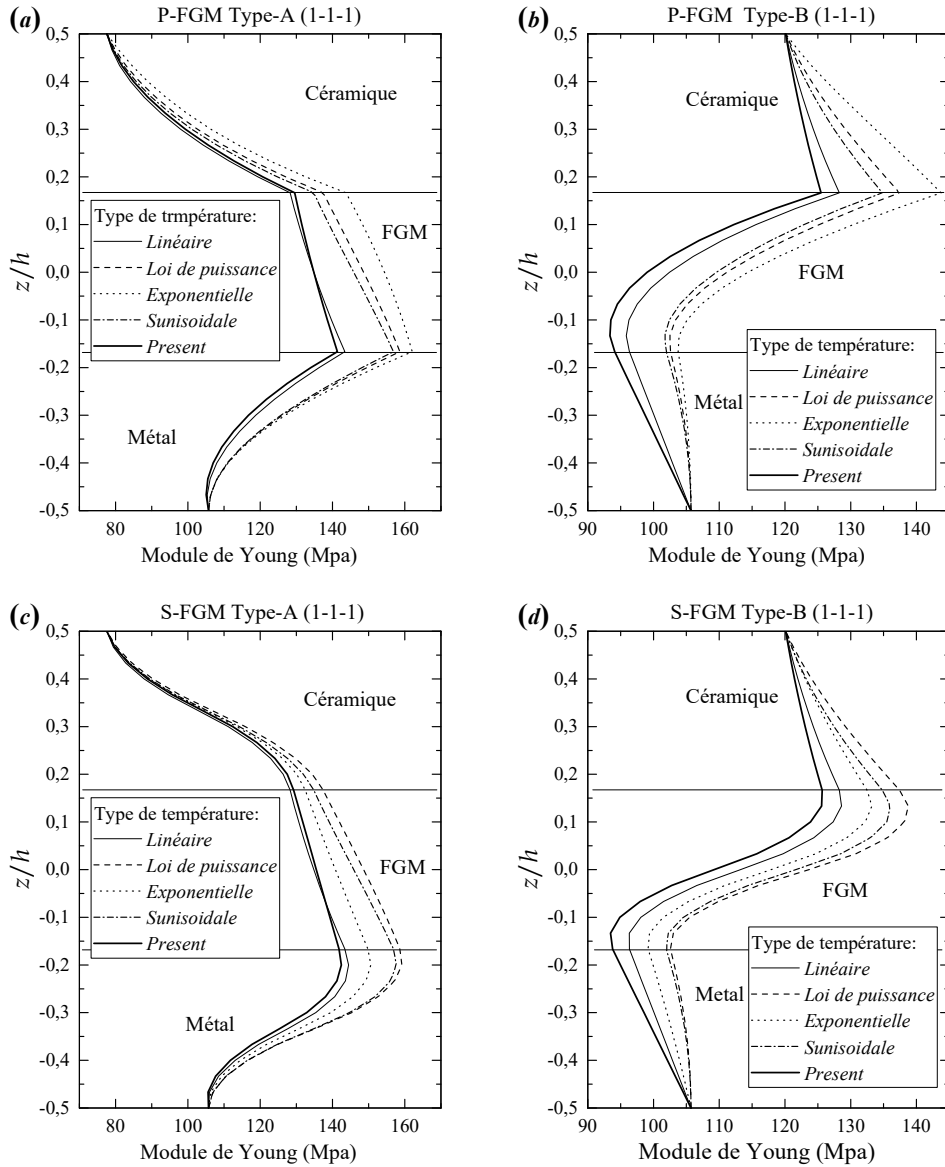 (a) P-FGM Type-A (1-1-1)
0,5
0,4
0,3
0,2
0,1
0,0
-0,1
-0,2
-0,3
-0,4
-0,5
z/h
Céramique
FGM
Métal
Type de trmpérature:
Linéaire
Loi de puissance
Exponentielle
Sunisoidale
Present
80 100 120 140 160
Module de Young (Mpa)
(b) P-FGM Type-B (1-1-1)
0,5
0,4
0,3
0,2
0,1
0,0
-0,1
-0,2
-0,3
-0,4
-0,5
z/h
Céramique
FGM
Métal
Type de température:
Linéaire
Loi de puissance
Exponentielle
Sunisoidale
Present
90 100 110 120 130 140
Module de Young (Mpa)
(c) S-FGM Type-A (1-1-1)
0,5
0,4
0,3
0,2
0,1
0,0
-0,1
-0,2
-0,3
-0,4
-0,5
z/h
Céramique
FGM
Métal
Type de température:
Linéaire
Loi de puissance
Exponentielle
Sunisoidale
Present
80 100 120 140 160
Module de Young (Mpa)
(d) S-FGM Type-B (1-1-1)
0,5
0,4
0,3
0,2
0,1
0,0
-0,1
-0,2
-0,3
-0,4
-0,5
z/h
Céramique
FGM
Metal
Type de température:
Linéaire
Loi de puissance
Exponentielle
Sunisoidale
Present
90 100 110 120 130 140
Module de Young (Mpa)